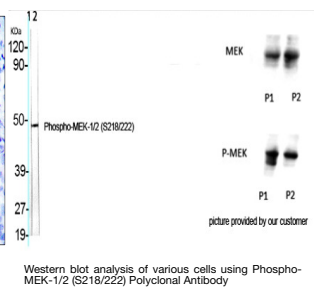 1 2
KDa
120-
90-
50-
39-
27-
19-
Phospho-MEK-1/2 (S218/222)
MEK
P1 P2
P-MEK
P1 P2
picture provided by our customer
Western blot analysis of various cells using Phospho-
MEK-1/2 (S218/222) Polyclonal Antibody